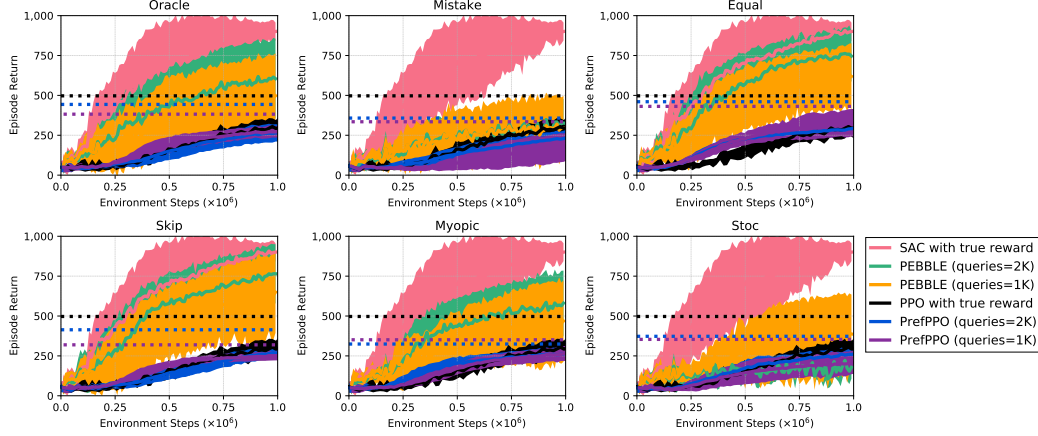 Oracle
Mistake
Equal
1,000
750
500
250
0
Episode Return
0.0 0.25 0.5 0.75 1.0
Environment Steps (×10⁶)
1,000
750
500
250
0
Episode Return
0.0 0.25 0.5 0.75 1.0
Environment Steps (×10⁶)
1,000
750
500
250
0
Episode Return
0.0 0.25 0.5 0.75 1.0
Environment Steps (×10⁶)
Skip
Myopic
Stoc
1,000
750
500
250
0
Episode Return
0.0 0.25 0.5 0.75 1.0
Environment Steps (×10⁶)
1,000
750
500
250
0
Episode Return
0.0 0.25 0.5 0.75 1.0
Environment Steps (×10⁶)
1,000
750
500
250
0
Episode Return
0.0 0.25 0.5 0.75 1.0
Environment Steps (×10⁶)
SAC with true reward
PEBBLE (queries=2K)
PEBBLE (queries=1K)
PPO with true reward
PrefPPO (queries=2K)
PrefPPO (queries=1K)